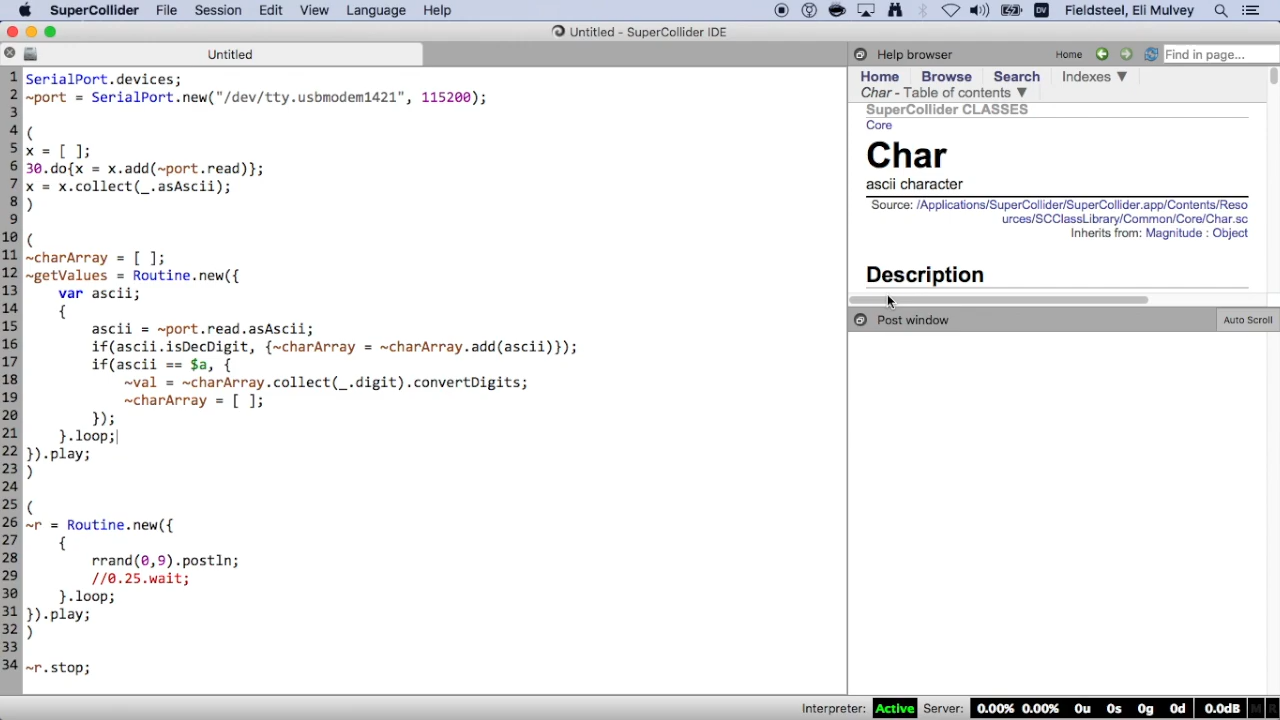 SuperCollider File Session Edit View Language Help DV Fieldsteel, Eli Mulvey
Untitled - SuperCollider IDE
Untitled
1 SerialPort.devices;
2 ~port = SerialPort.new("/dev/tty.usbmodem1421", 115200);
3
4 (
5 x = [ ];
6 30.do{x = x.add(~port.read)};
7 x = x.collect(_.asAscii);
8 )
9
10 (
11 ~charArray = [ ];
12 ~getValues = Routine.new({
13 var ascii;
14 {
15 ascii = ~port.read.asAscii;
16 if(ascii.isDecDigit, {~charArray = ~charArray.add(ascii)});
17 if(ascii == $a, {
18 ~val = ~charArray.collect(_.digit).convertDigits;
19 ~charArray = [ ];
20 });
21 }.loop;
22 }).play;
23 )
24
25 (
26 ~r = Routine.new({
27 {
28 rrand(0,9).postln;
29 //0.25.wait;
30 }.loop;
31 }).play;
32 )
33
34 ~r.stop;
Help browser Home Find in page...
Home Browse Search Indexes ▼
Char - Table of contents ▼
SuperCollider CLASSES
Core
Char
ascii character
Source: /Applications/SuperCollider/SuperCollider.app/Contents/Reso
urces/SCClassLibrary/Common/Core/Char.sc
Inherits from: Magnitude : Object
Description
Post window Auto Scroll
Interpreter: Active Server: 0.00% 0.00% 0u 0s 0g 0d 0.0dB M R